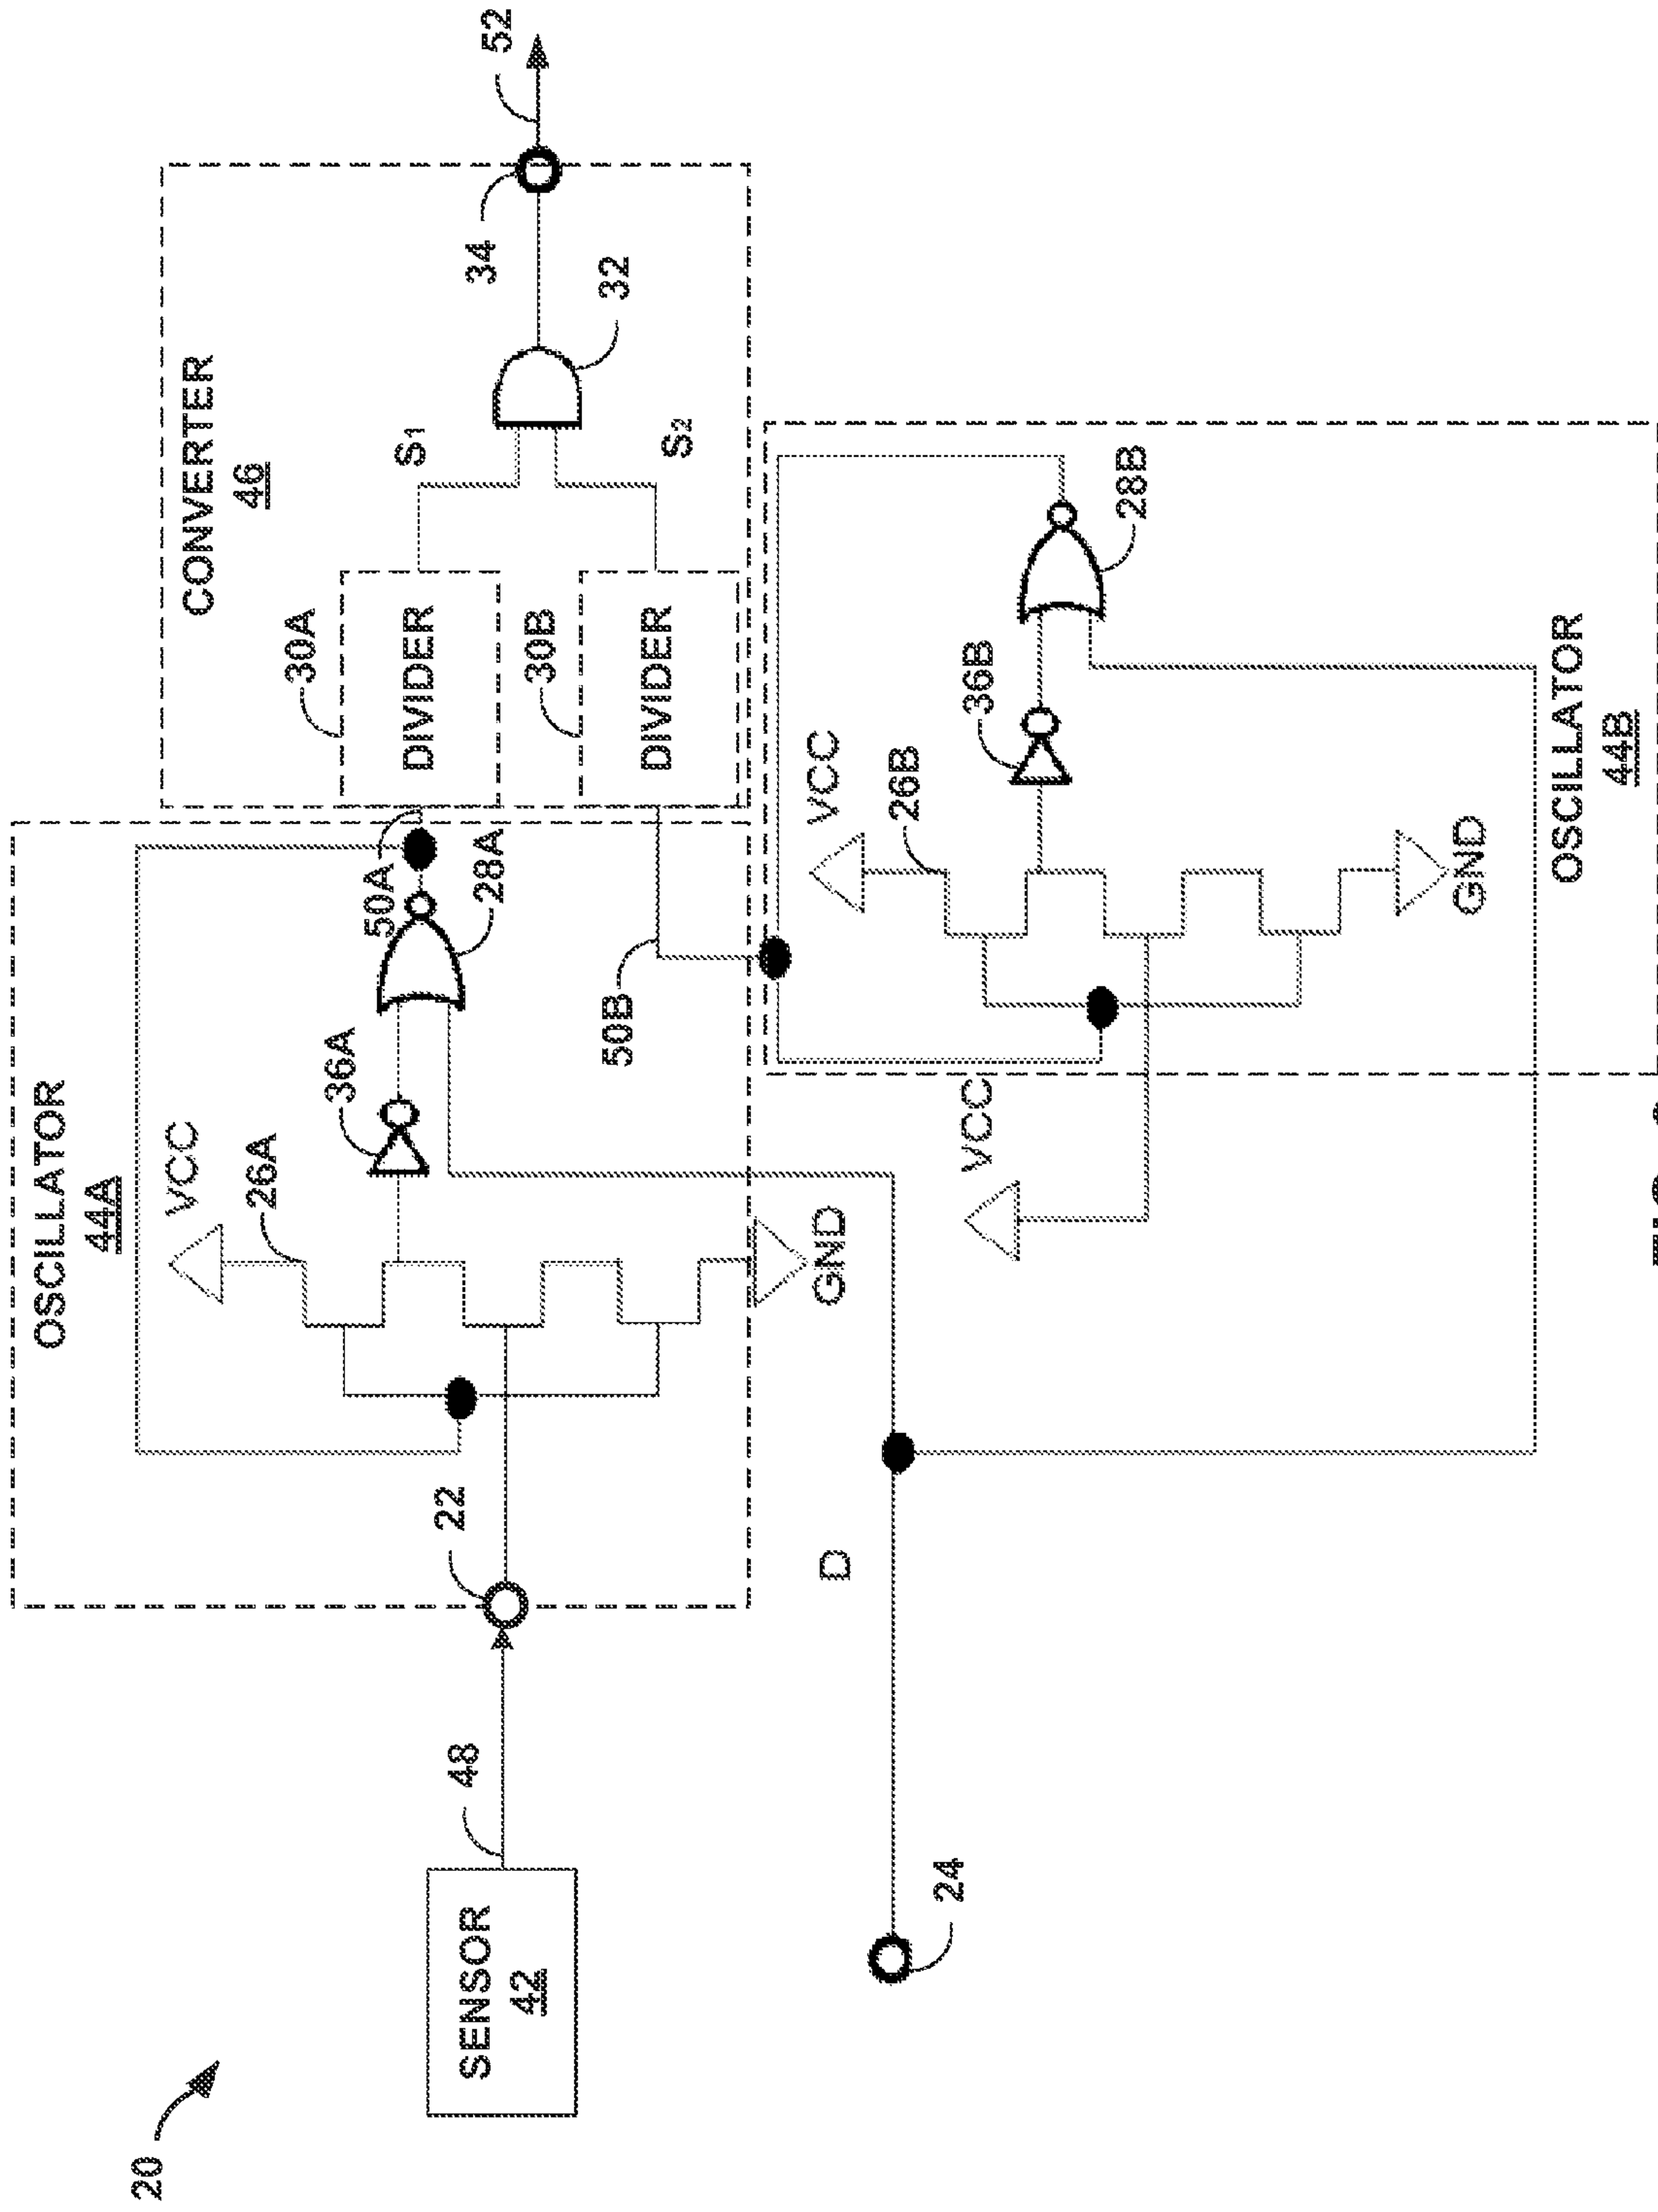 20
SENSOR
42
48
22
OSCILLATOR
44A
VCC
26A
36A
28A
50A
GND
CONVERTER
46
30A
DIVIDER
30B
DIVIDER
S1
S2
32
34
52
50B
24
D
VCC
VCC
26B
36B
28B
GND
OSCILLATOR
44B